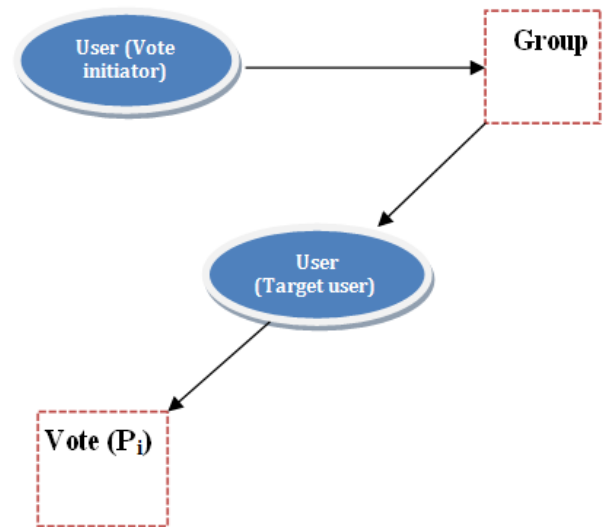 User (Vote
initiator)
Group
User
(Target user)
Vote (Pi)